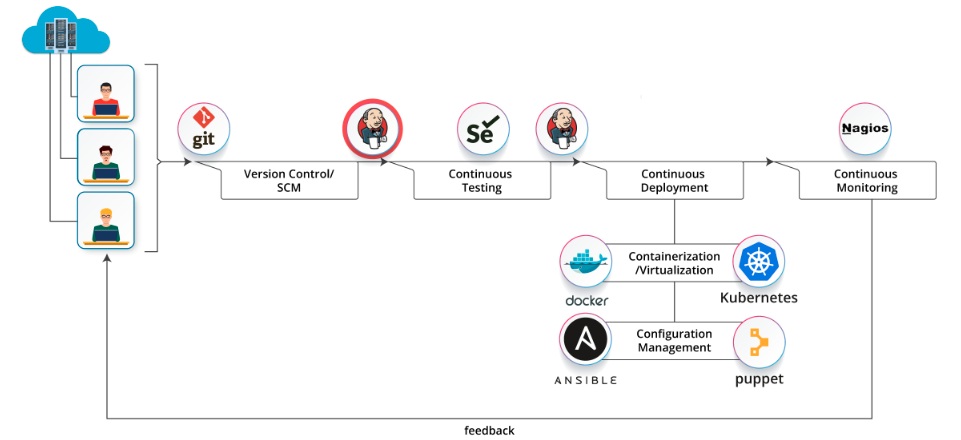 git
Se
Nagios
Version Control/
SCM
Continuous
Testing
Continuous
Deployment
Continuous
Monitoring
Containerization
/Virtualization
docker
Kubernetes
Configuration
Management
ANSIBLE
puppet
feedback